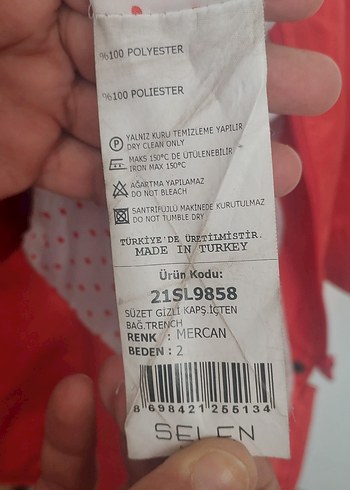 %100 POLYESTER
%100 POLIESTER
P
YALNIZ KURU TEMİZLEME YAPILIR
DRY CLEAN ONLY
MAKS 150°C DE ÜTÜLENEBİLİR
IRON MAX 150°C
AĞARTMA YAPILAMAZ
DO NOT BLEACH
SANTRİFÜJLÜ MAKİNEDE KURUTULMAZ
DO NOT TUMBLE DRY
TÜRKİYE'DE ÜRETİLMİŞTİR.
MADE IN TURKEY
Ürün Kodu:
21SL9858
SÜZET GİZLİ KAPŞ.İÇTEN
BAĞ.TRENCH
RENK : MERCAN
BEDEN : 2
8 698421 255134
SELEN